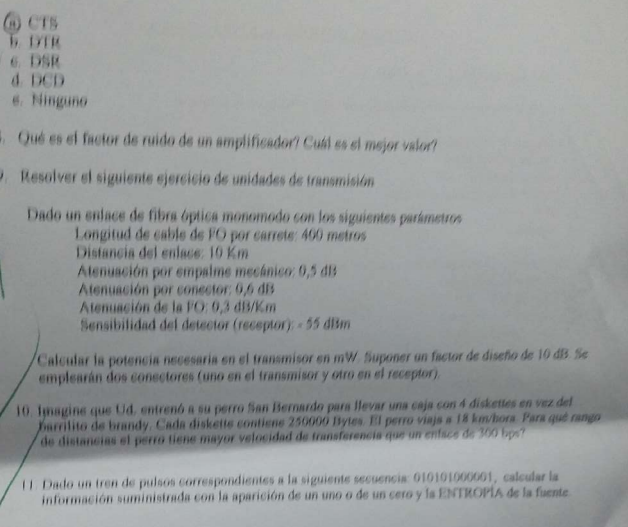 a) CTS
b. DTR
c. DSR
d. DCD
e. Ninguno
. Qué es el factor de ruido de un amplificador? Cuál es el mejor valor?
9. Resolver el siguiente ejercicio de unidades de transmisión
Dado un enlace de fibra óptica monomodo con los siguientes parámetros
Longitud de cable de FO por carrete: 400 metros
Distancia del enlace: 10 Km
Atenuación por empalme mecánico: 0,5 dB
Atenuación por conector: 0,6 dB
Atenuación de la FO: 0,3 dB/Km
Sensibilidad del detector (receptor): - 55 dBm
Calcular la potencia necesaria en el transmisor en mW. Suponer un factor de diseño de 10 dB. Se
emplearán dos conectores (uno en el transmisor y otro en el receptor).
10. Imagine que Ud. entrenó a su perro San Bernardo para llevar una caja con 4 diskettes en vez del
barrilito de brandy. Cada diskette contiene 250000 Bytes. El perro viaja a 18 km/hora. Para qué rango
de distancias el perro tiene mayor velocidad de transferencia que un enlace de 300 bps?
11. Dado un tren de pulsos correspondientes a la siguiente secuencia: 010101000001, calcular la
información suministrada con la aparición de un uno o de un cero y la ENTROPÍA de la fuente.